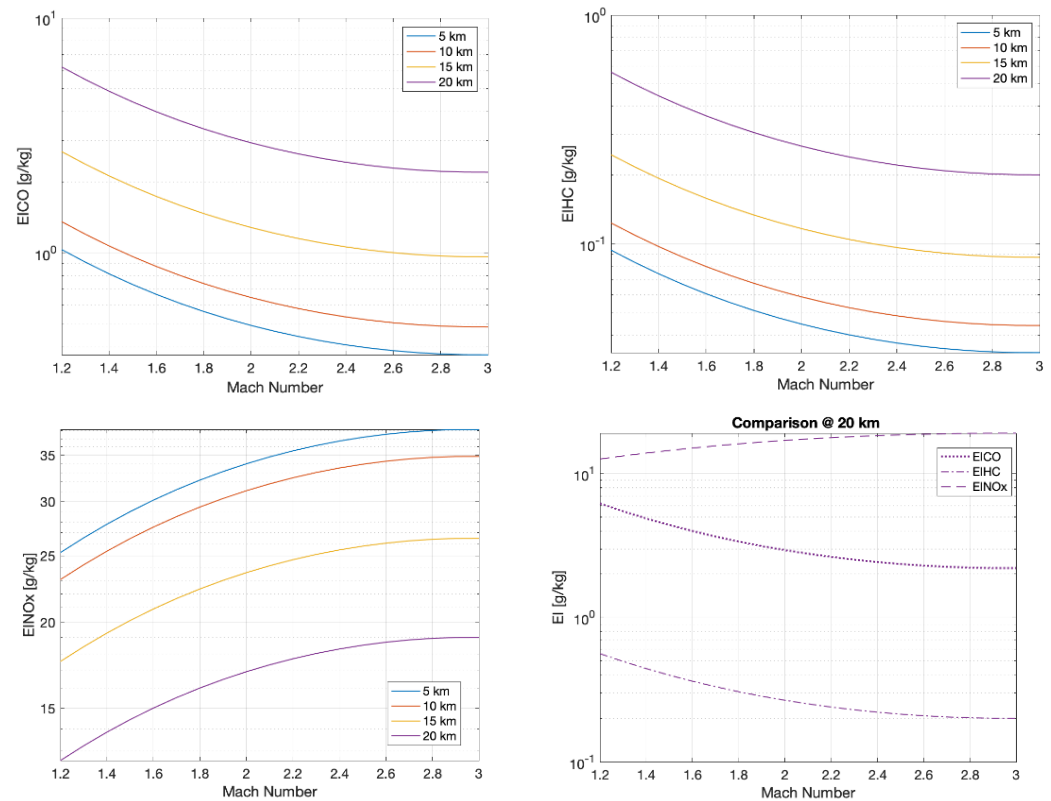 10^1
10^0
EICO [g/kg]
5 km
10 km
15 km
20 km
1.2 1.4 1.6 1.8 2 2.2 2.4 2.6 2.8 3
Mach Number
10^0
10^-1
EIHC [g/kg]
5 km
10 km
15 km
20 km
1.2 1.4 1.6 1.8 2 2.2 2.4 2.6 2.8 3
Mach Number
35
30
25
20
15
EINOx [g/kg]
5 km
10 km
15 km
20 km
1.2 1.4 1.6 1.8 2 2.2 2.4 2.6 2.8 3
Mach Number
Comparison @ 20 km
10^1
10^0
10^-1
EI [g/kg]
EICO
EIHC
EINOx
1.2 1.4 1.6 1.8 2 2.2 2.4 2.6 2.8 3
Mach Number